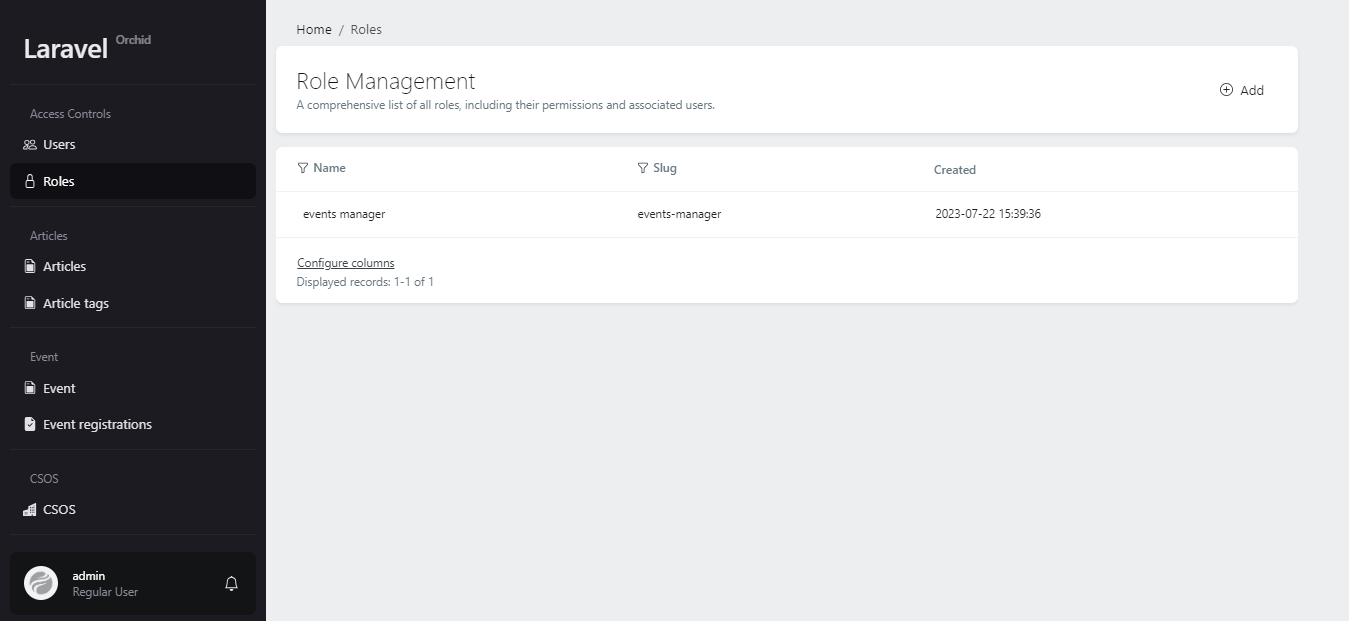 Laravel Orchid
Access Controls
Users
Roles
Articles
Articles
Article tags
Event
Event
Event registrations
CSOS
CSOS
admin
Regular User
Home / Roles
Role Management
A comprehensive list of all roles, including their permissions and associated users.
Add
Name Slug Created
events manager events-manager 2023-07-22 15:39:36
Configure columns
Displayed records: 1-1 of 1